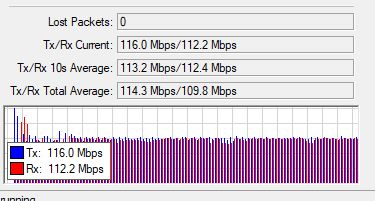 Lost Packets: 0
Tx/Rx Current: 116.0 Mbps/112.2 Mbps
Tx/Rx 10s Average: 113.2 Mbps/112.4 Mbps
Tx/Rx Total Average: 114.3 Mbps/109.8 Mbps
Tx: 116.0 Mbps
Rx: 112.2 Mbps
running